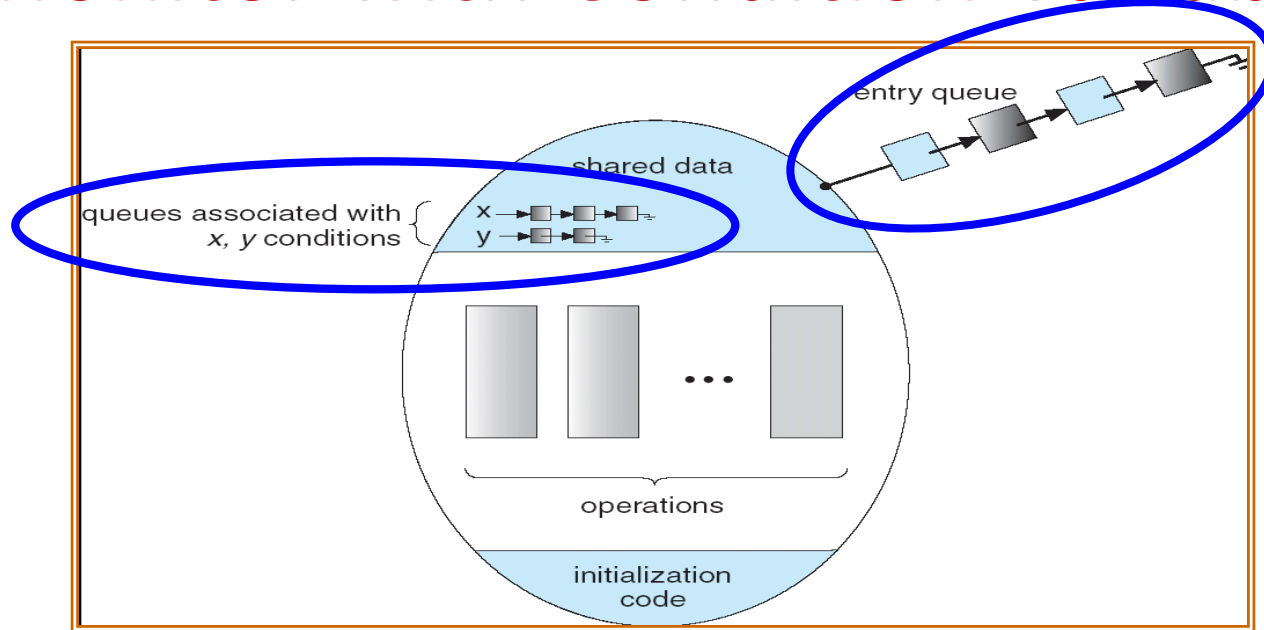 entry queue
shared data
queues associated with
x, y conditions
x
y
operations
initialization
code